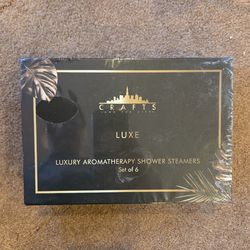 CRAFTS
LUXE
LUXURY AROMATHERAPY SHOWER STEAMERS
Set of 6